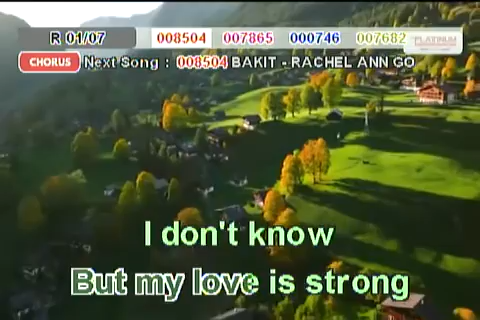 R 01/07 008504 007865 000746 007682 PLATINUM
CHORUS Next Song : 008504 BAKIT - RACHEL ANN GO
I don't know
But my love is strong